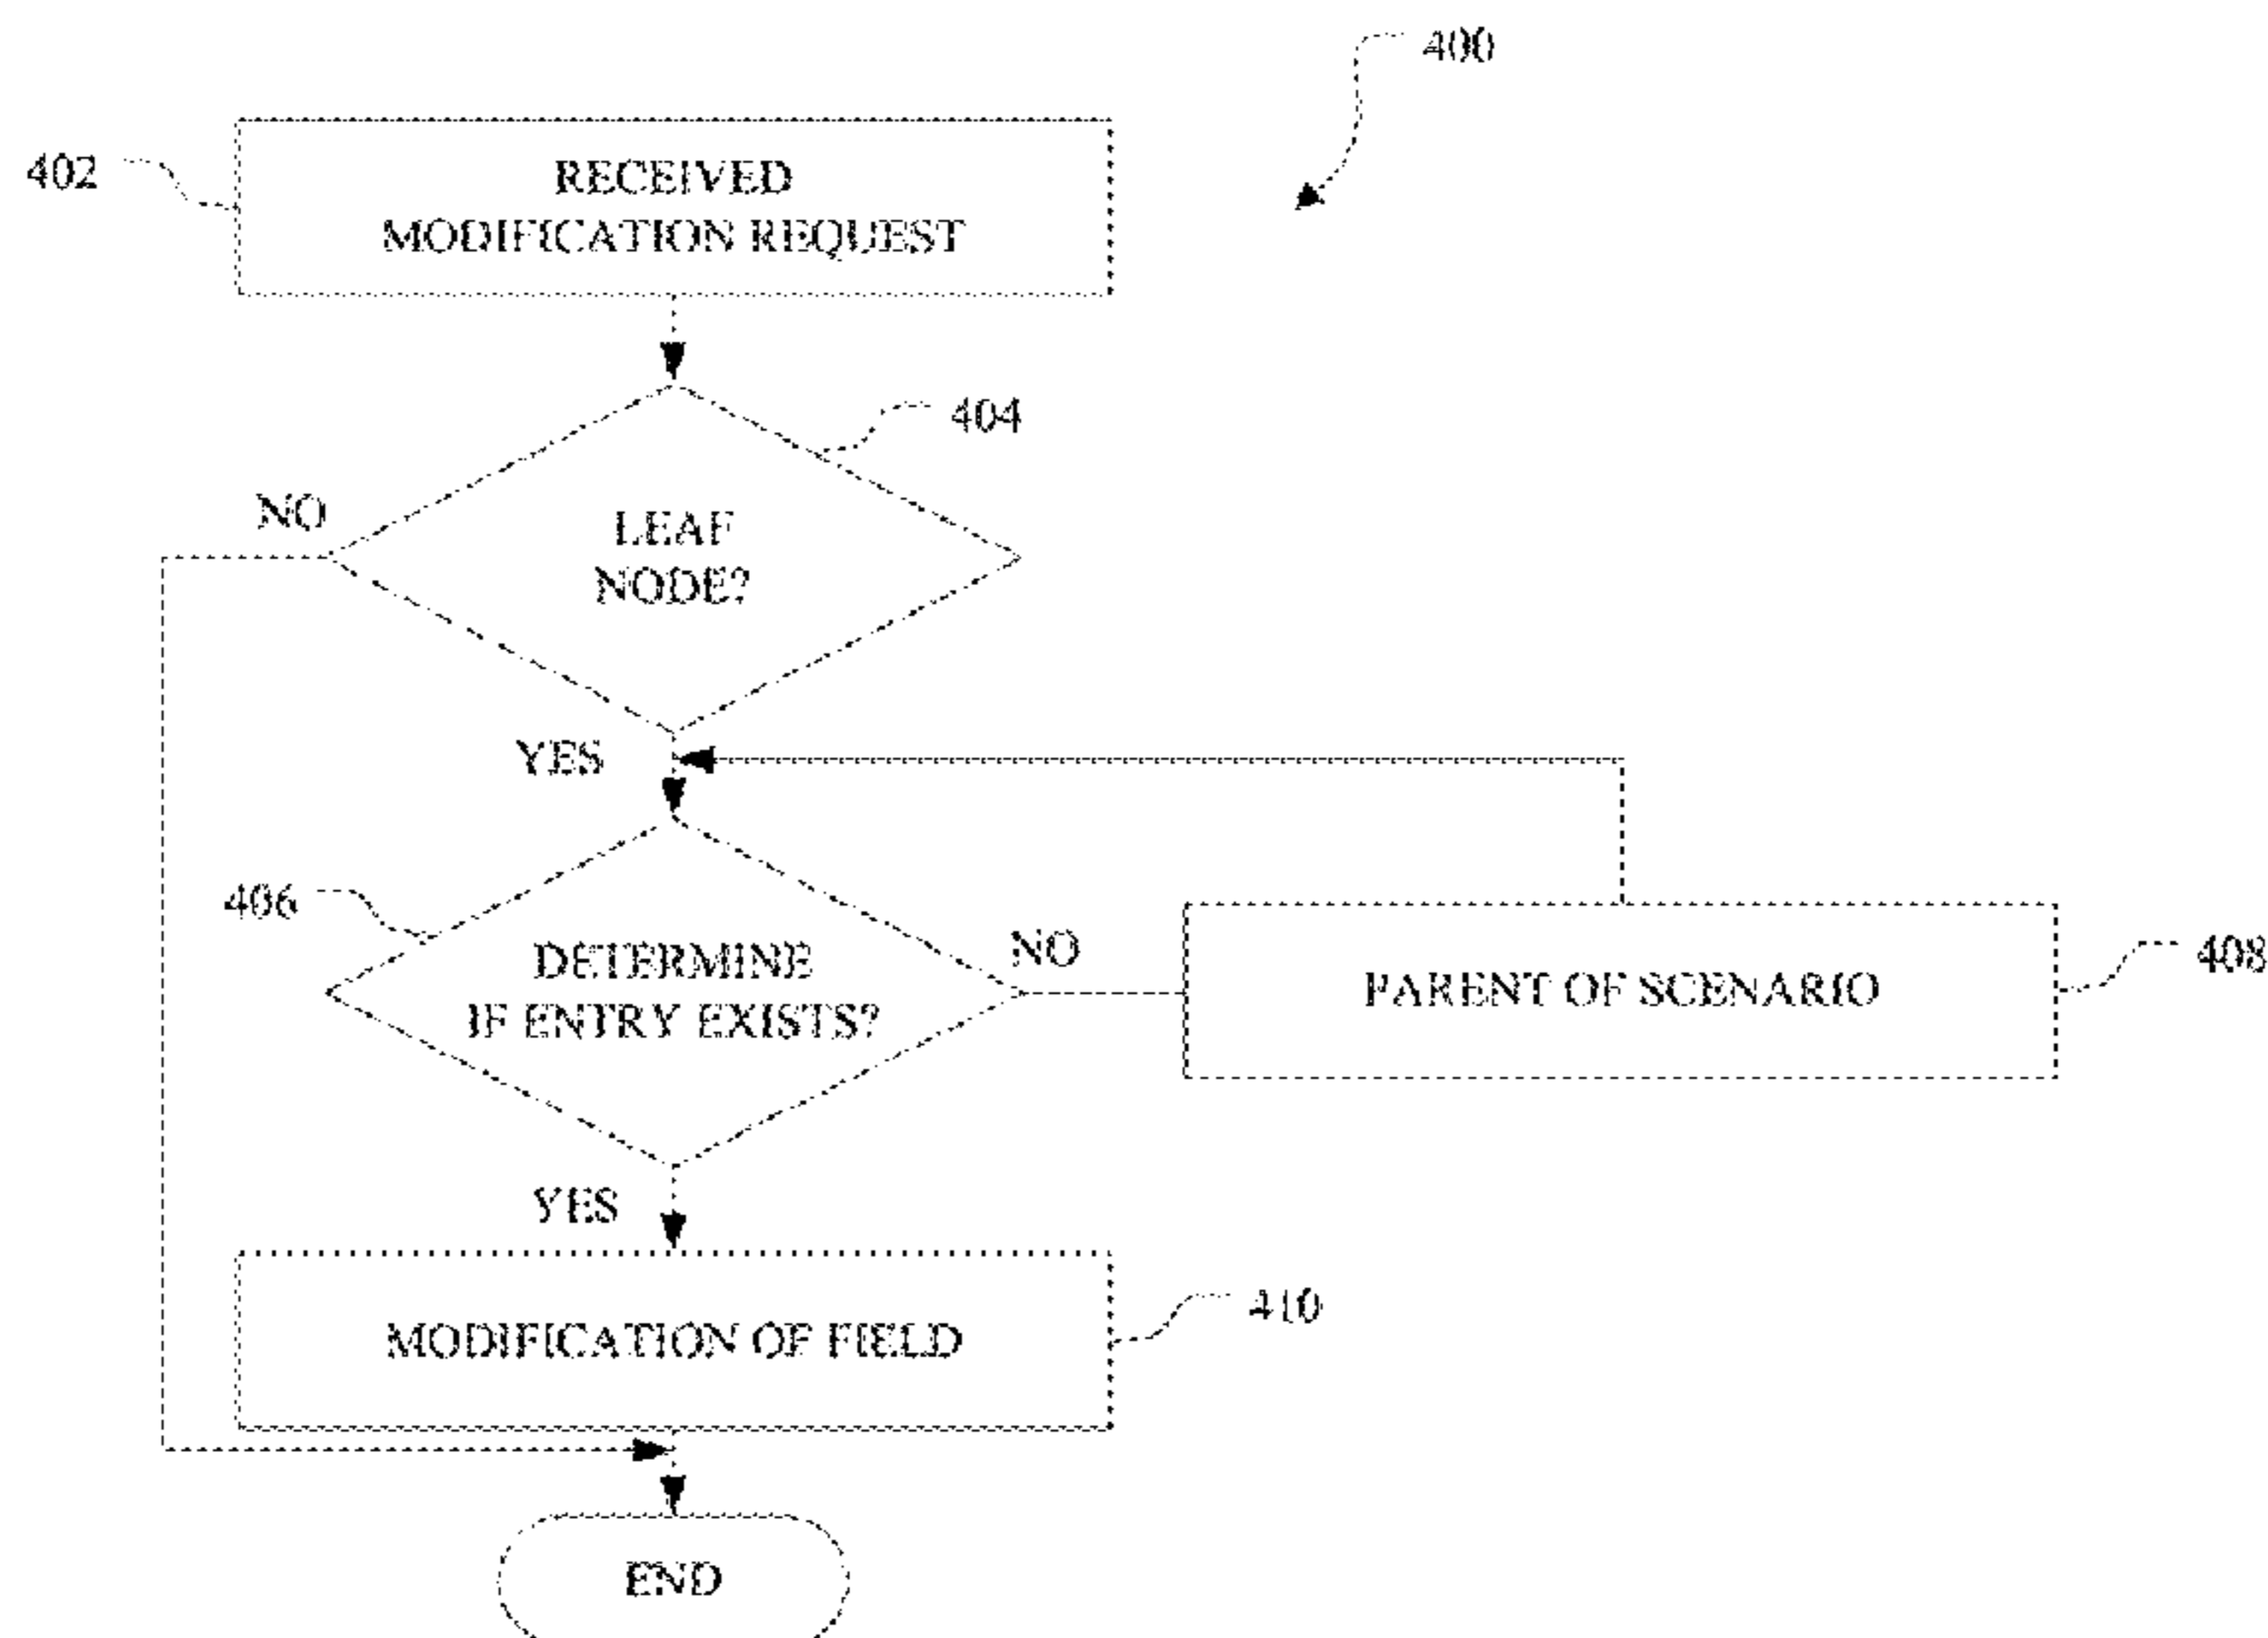 400
402
RECEIVED
MODIFICATION REQUEST
404
NO
LEAF
NODE?
YES
406
DETERMINE
IF ENTRY EXISTS?
NO
PARENT OF SCENARIO
408
YES
MODIFICATION OF FIELD
410
END